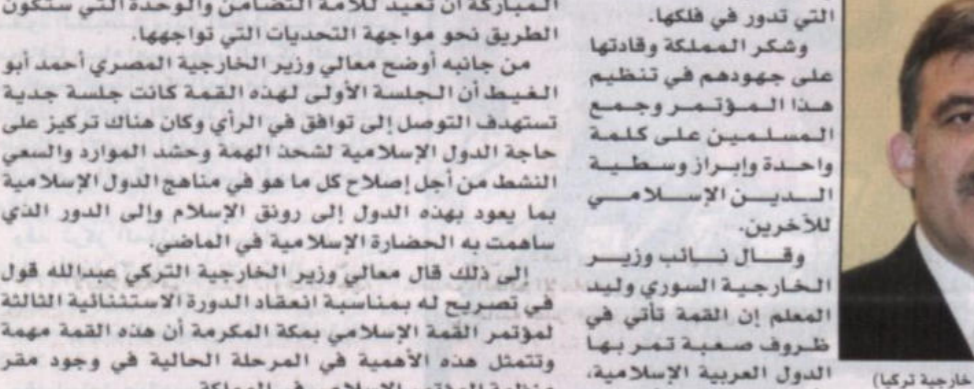 التي تدور في فلكها.
وشكر المملكة وقادتها
على جهودهم في تنظيم
هذا المؤتمر وجمع
المسلمين على كلمة
واحدة وإبراز وسطية
الدين الإسلامي
للآخرين.
وقال نائب وزير
الخارجية السوري وليد
المعلم إن القمة تأتي في
ظروف صعبة تمر بها
الدول العربية الإسلامية،
المباركة أن تعيد للأمة التضامن والوحدة التي ستكون
الطريق نحو مواجهة التحديات التي تواجهها.
من جانبه أوضح معالي وزير الخارجية المصري أحمد أبو
الغيط أن الجلسة الأولى لهذه القمة كانت جلسة جدية
تستهدف التوصل إلى توافق في الرأي وكان هناك تركيز على
حاجة الدول الإسلامية لشحذ الهمة وحشد الموارد والسعي
النشط من أجل إصلاح كل ما هو في مناهج الدول الإسلامية
بما يعود بهذه الدول إلى رونق الإسلام وإلى الدور الذي
ساهمت به الحضارة الإسلامية في الماضي.
إلى ذلك قال معالي وزير الخارجية التركي عبدالله قول
في تصريح له بمناسبة انعقاد الدورة الاستثنائية الثالثة
لمؤتمر القمة الإسلامي بمكة المكرمة أن هذه القمة مهمة
وتتمثل هذه الأهمية في المرحلة الحالية في وجود مقر
منظمة المؤتمر الإسلامي في المملكة
خارجية تركيا)